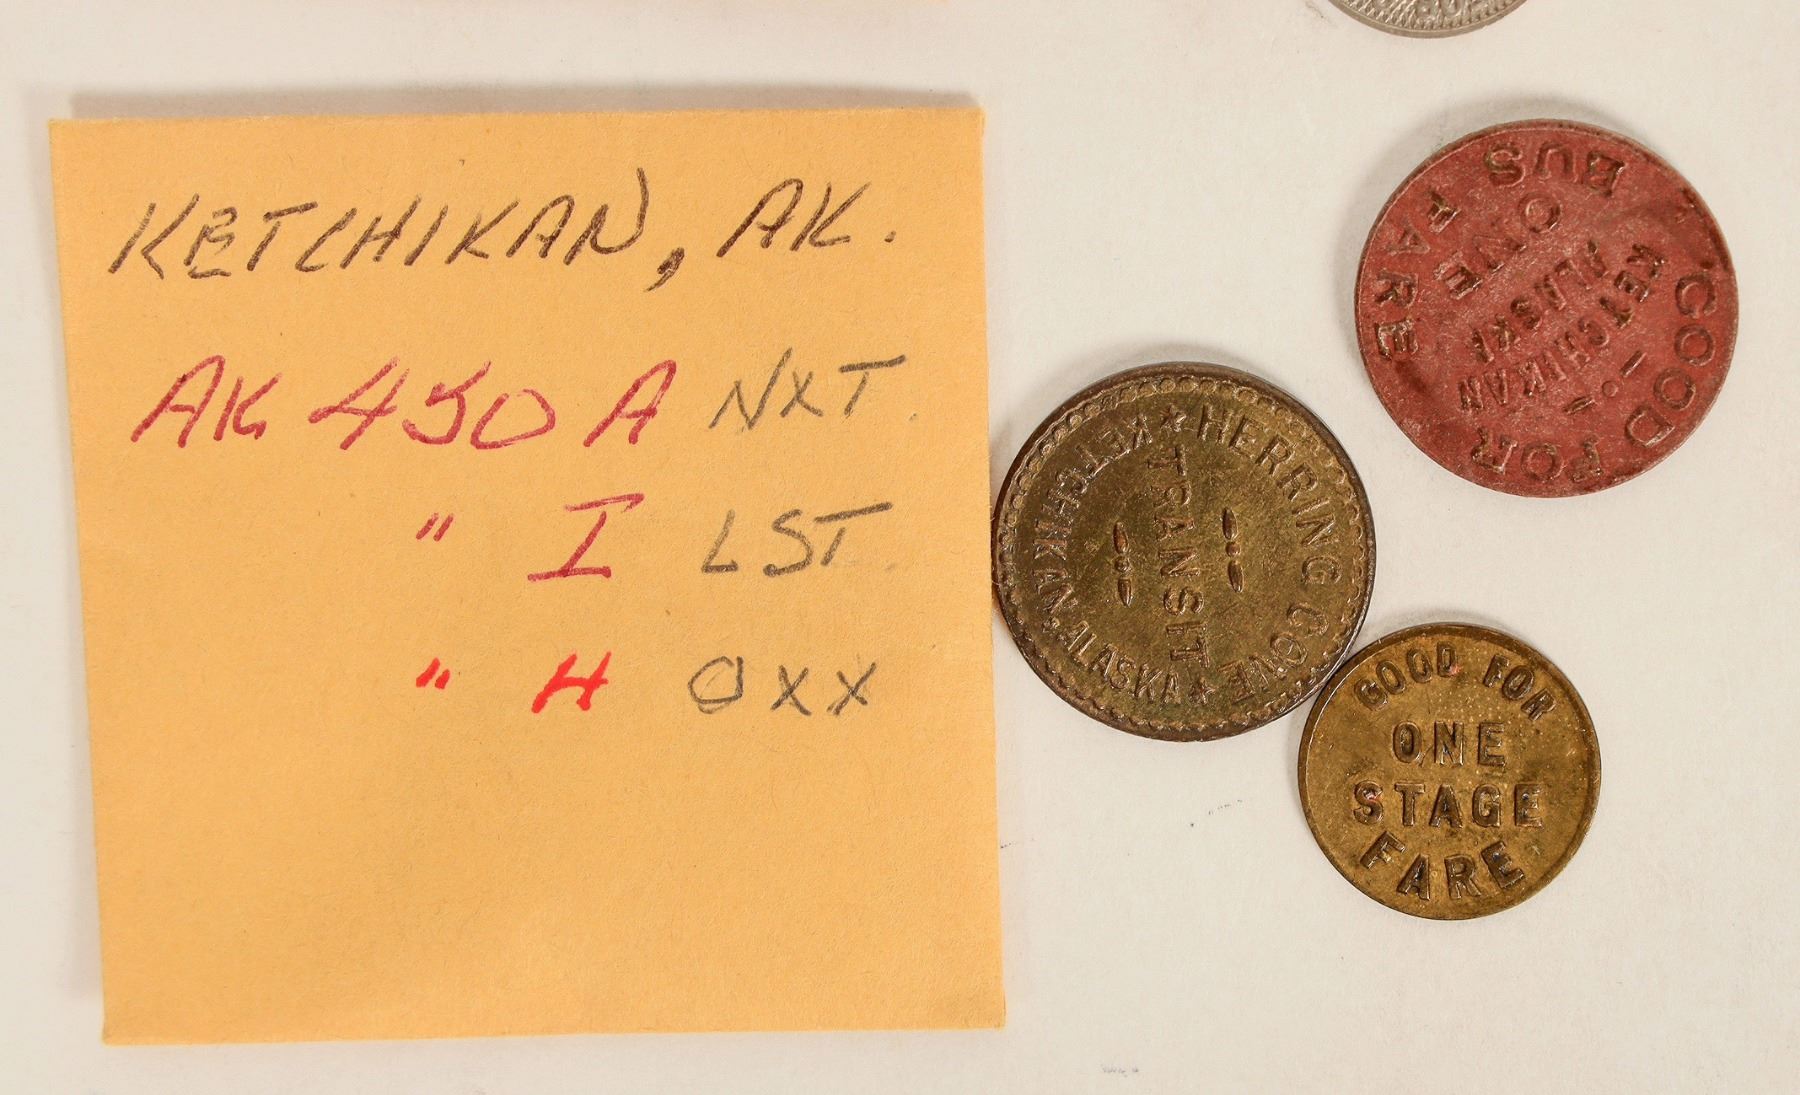 KETCHIKAN, AK.
AK 450 A NXT.
" I LST.
" H OXX
GOOD FOR
ONE
BUS FARE
KETCHIKAN
ALASKA
★ HERRING CONE ★
TRANSIT
KETCHIKAN, ALASKA
GOOD FOR
ONE
STAGE
FARE